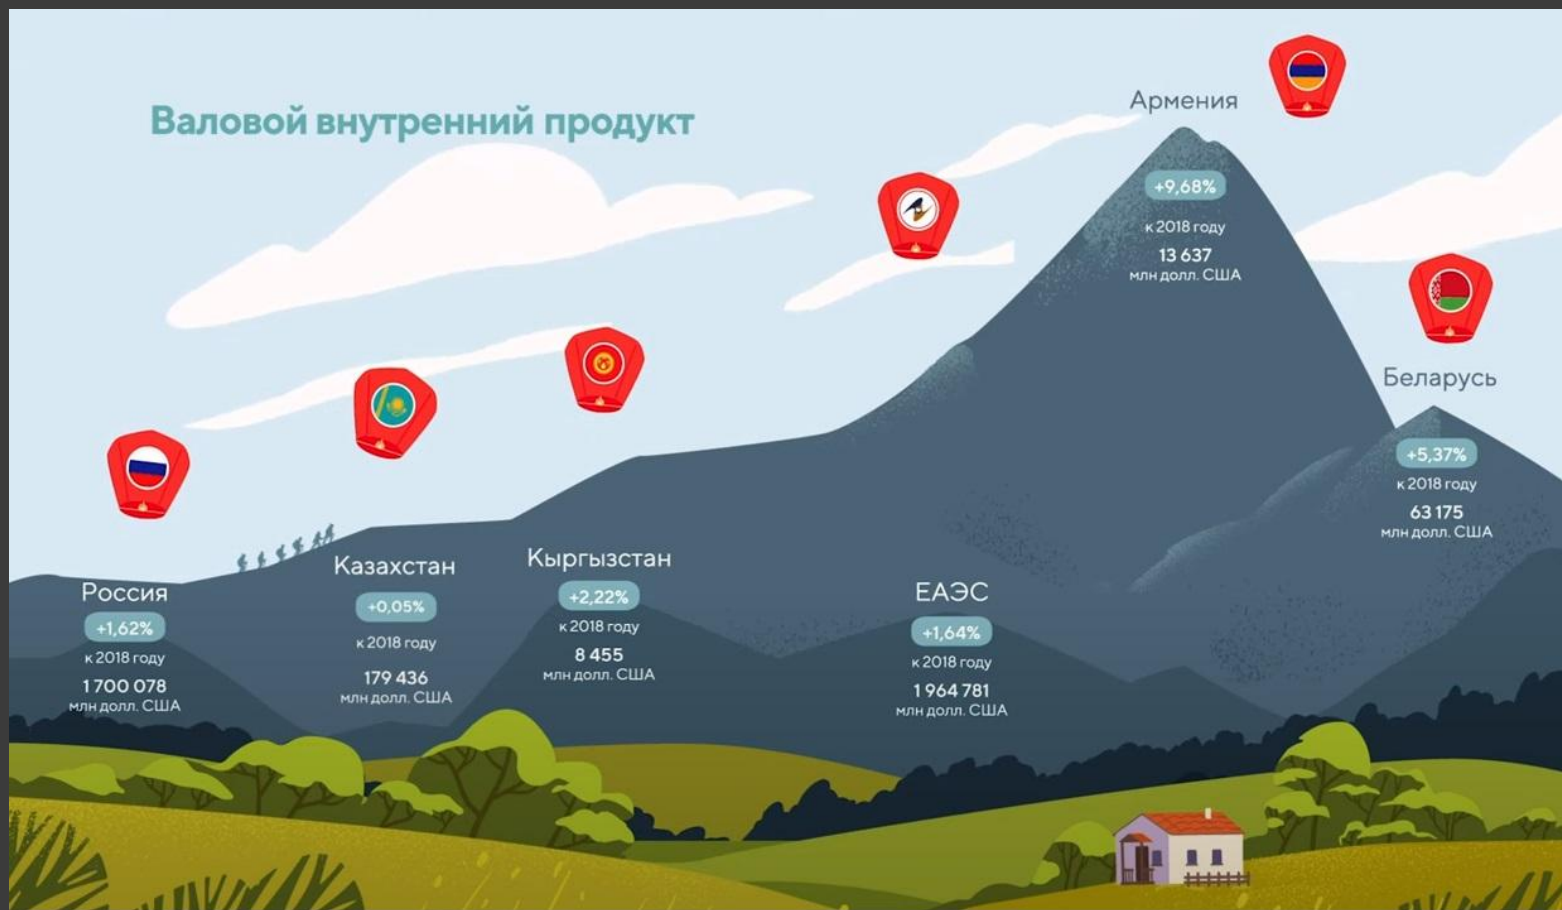 Валовой внутренний продукт
Россия
+1,62%
к 2018 году
1 700 078
млн долл. США
Казахстан
+0,05%
к 2018 году
179 436
млн долл. США
Кыргызстан
+2,22%
к 2018 году
8 455
млн долл. США
ЕАЭС
+1,64%
к 2018 году
1 964 781
млн долл. США
Армения
+9,68%
к 2018 году
13 637
млн долл. США
Беларусь
+5,37%
к 2018 году
63 175
млн долл. США